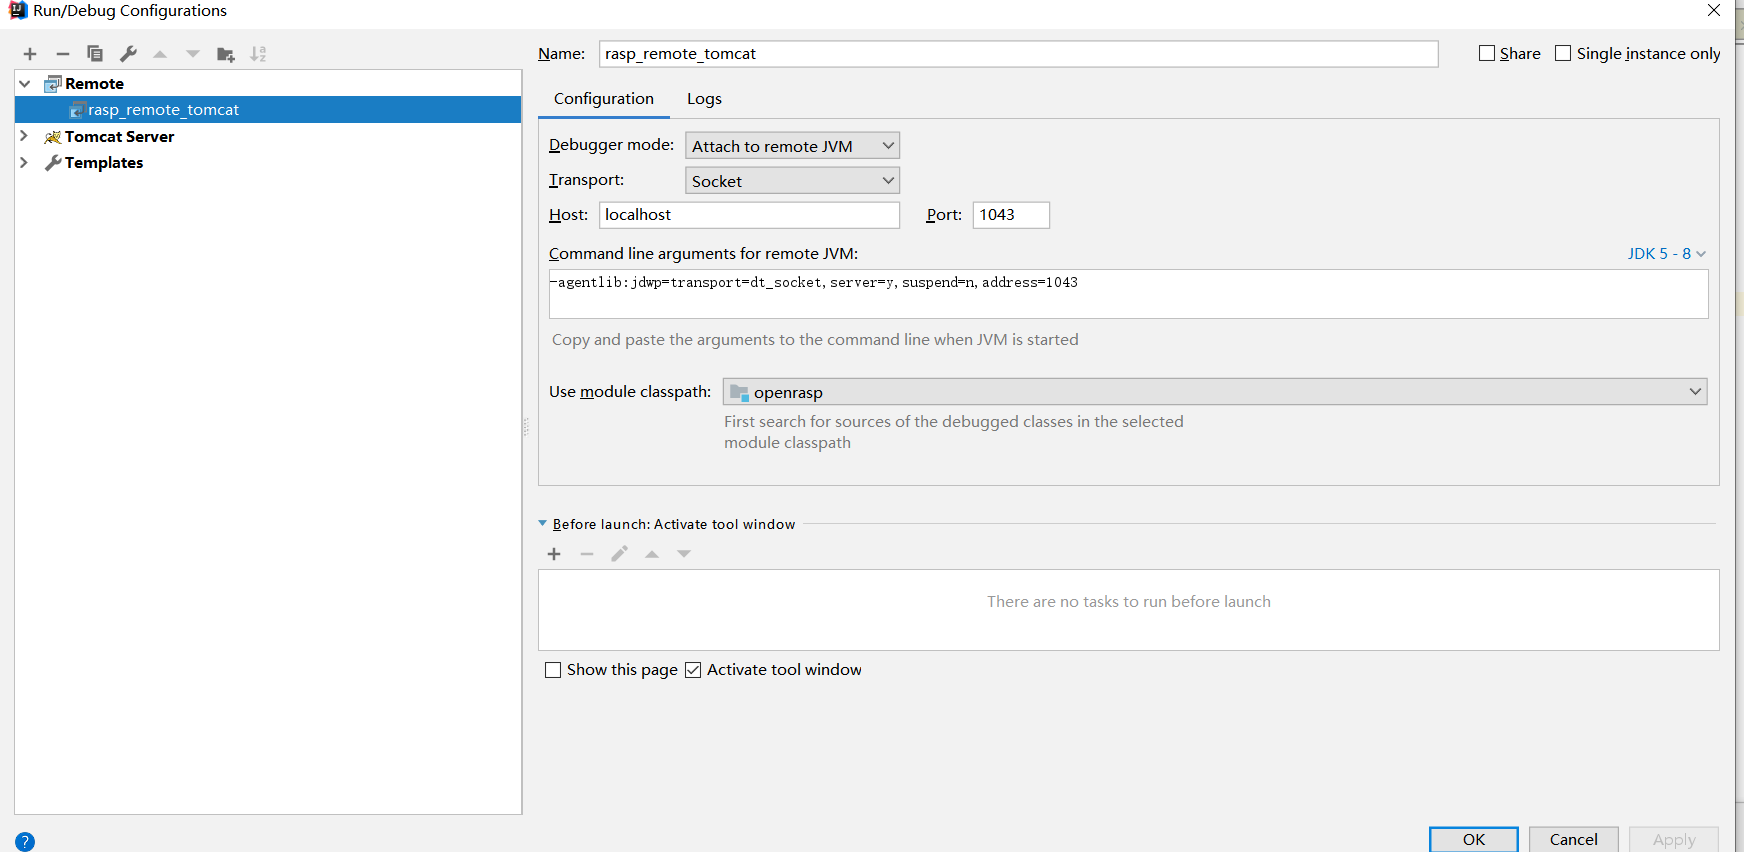 Run/Debug Configurations
Remote
rasp_remote_tomcat
Tomcat Server
Templates
Name: rasp_remote_tomcat
Share
Single instance only
Configuration
Logs
Debugger mode: Attach to remote JVM
Transport: Socket
Host: localhost
Port: 1043
Command line arguments for remote JVM:
JDK 5 - 8
-agentlib:jdwp=transport=dt_socket,server=y,suspend=n,address=1043
Copy and paste the arguments to the command line when JVM is started
Use module classpath: openrasp
First search for sources of the debugged classes in the selected
module classpath
Before launch: Activate tool window
There are no tasks to run before launch
Show this page
Activate tool window
?
OK
Cancel
Apply